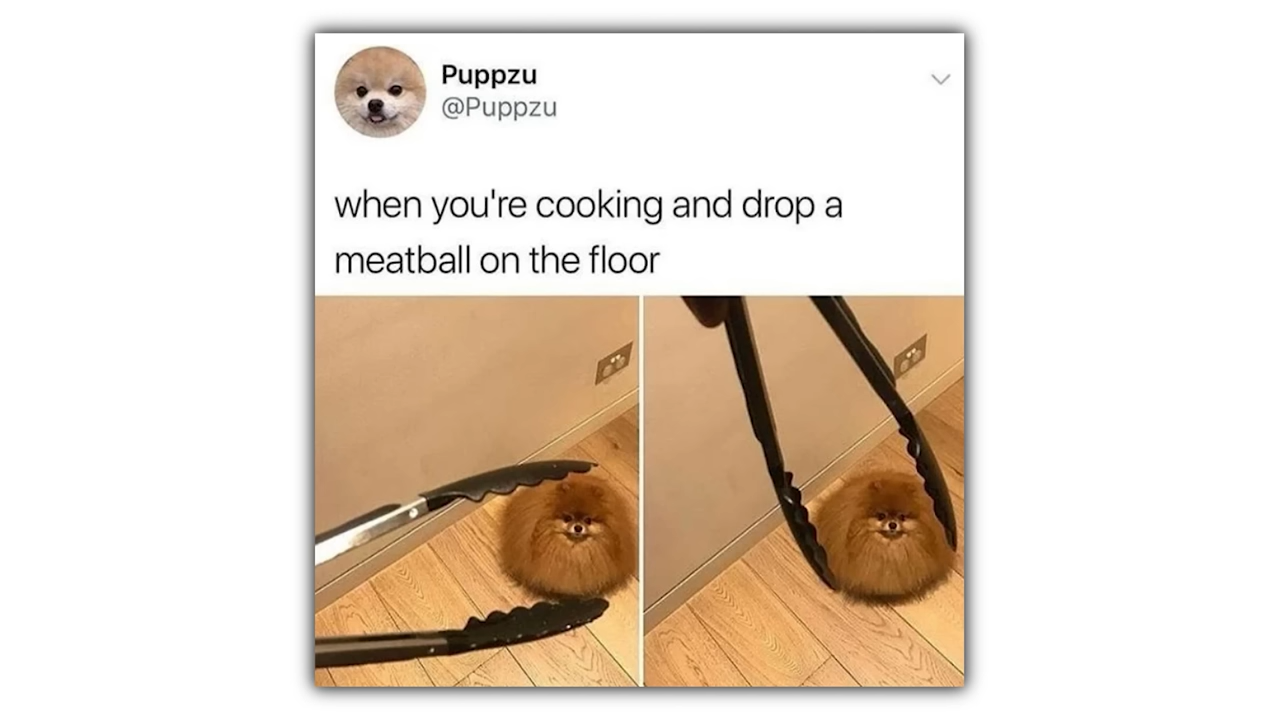 Puppzu
@Puppzu
when you're cooking and drop a
meatball on the floor